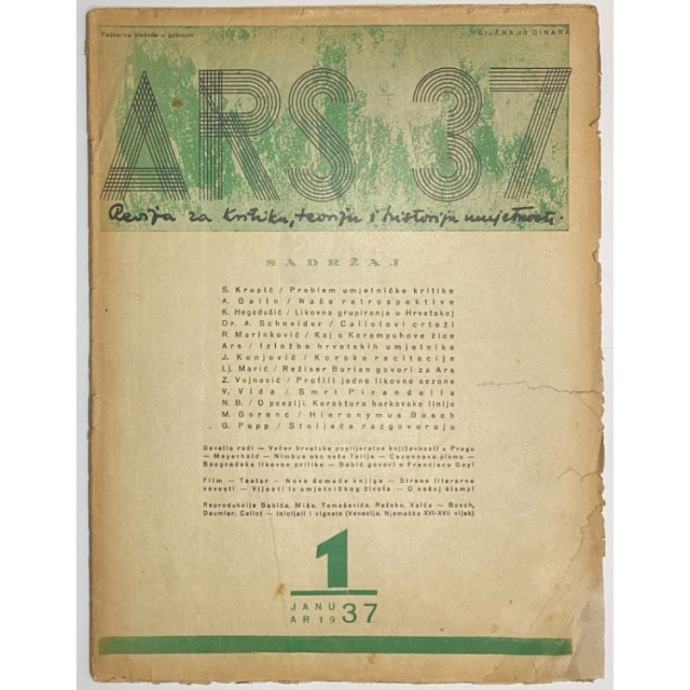 Poštarina plaćena u gotovom
CIJENA 10 DINARA
ARS 37
Revija za kritiku, teoriju i historiju umjetnosti.
SADRŽAJ
S. Krupić / Problem umjetničke kritike
A. Galin / Naše retrospektive
K. Hegedušić / Likovna grupiranja u Hrvatskoj
Dr. A. Schneider / Callotovi crteži
R. Marinković / Kaj s Kerempuhove žice
Ars / Izložba hrvatskih umjetnika
J. Konjović / Korske recitacije
Lj. Marić / Režiser Burian govori za Ars
Z. Vojnović / Profili jedne likovne sezone
V. Vida / Smrt Pirandella
N. B. / O poeziji. Korektura harkovske linije
M. Gorenc / Hieronymus Bosch
G. Pupp / Stoljeća razgovaraju
Gavella radi — Večer hrvatske poslijeratne književnosti u Pragu
— Meyerhold — Nimbus oko naše Talije — Cezanneova pisma —
Beogradske likovne prilike — Babić govori o Franciscu Goyi
Film — Teatar — Nove domaće knjige — Strane literarne
novosti — Vijesti iz umjetničkog života — O našoj štampi
Reprodukcije Babića, Miše, Tomaševića, Režeka, Valića — Bosch,
Daumier, Callot — Inicijali i vignete (Venecija, Njemačka XVI-XVII vijek)
1
JANU
AR 1937